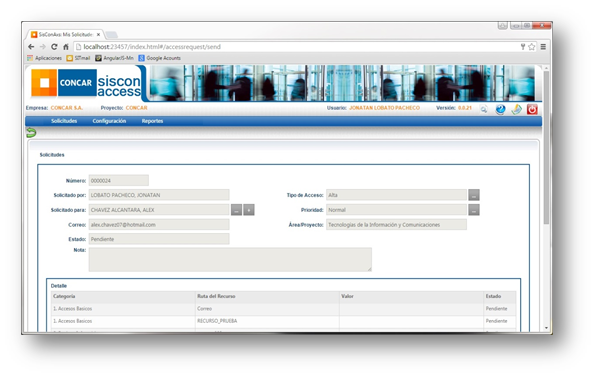 SisConAxs: Mis Solicitude
localhost:23457/index.html#/accessrequest/send
Aplicaciones SITmail AngularJS-Mn Google Acounts
CONCAR siscon access
Empresa: CONCAR S.A. Proyecto: CONCAR Usuario: JONATAN LOBATO PACHECO Versión: 0.0.21
Solicitudes Configuración Reportes
Solicitudes
Número: 0000024
Solicitado por: LOBATO PACHECO, JONATAN Tipo de Acceso: Alta ...
Solicitado para: CHAVEZ ALCANTARA, ALEX ... Prioridad: Normal ...
Correo: alex.chavez07@hotmail.com Área/Proyecto: Tecnologías de la Información y Comunicaciones
Estado: Pendiente
Nota:
Detalle
Categoría Ruta del Recurso Valor Estado
1. Accesos Basicos Correo Pendiente
1. Accesos Basicos RECURSO_PRUEBA Pendiente